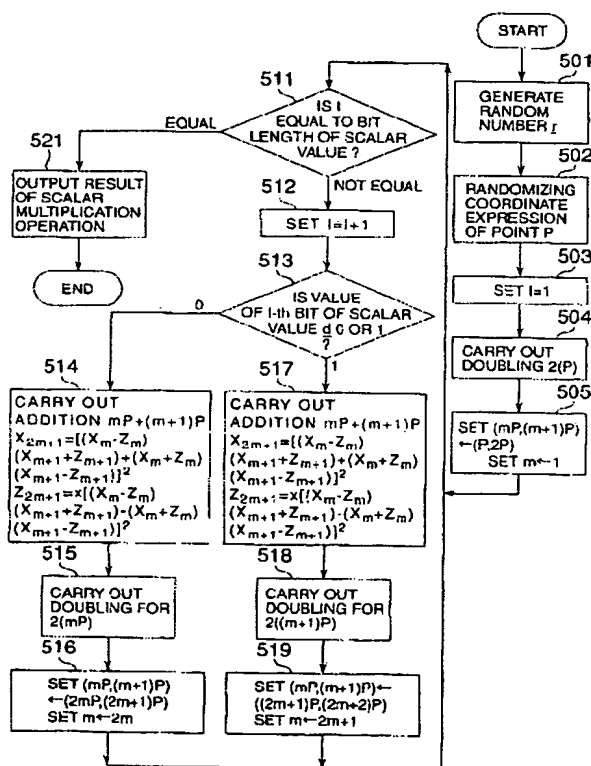 START
501
GENERATE
RANDOM
NUMBER r
502
RANDOMIZING
COORDINATE
EXPRESSION
OF POINT P
503
SET I=1
504
CARRY OUT
DOUBLING 2(P)
505
SET (mP,(m+1)P)
←(P,2P)
SET m←1
511
IS I
EQUAL TO BIT
LENGTH OF SCALAR
VALUE ?
EQUAL
NOT EQUAL
521
OUTPUT RESULT
OF SCALAR
MULTIPLICATION
OPERATION
END
512
SET I=I+1
513
IS VALUE
OF I-th BIT OF SCALAR
VALUE d 0 OR 1
?
0
1
514
CARRY OUT
ADDITION mP+(m+1)P
X2m+1=[(Xm-Zm)
(Xm+1+Zm+1)+(Xm+Zm)
(Xm+1-Zm+1)]²
Z2m+1=x[(Xm-Zm)
(Xm+1+Zm+1)-(Xm+Zm)
(Xm+1-Zm+1)]²
515
CARRY OUT
DOUBLING FOR
2(mP)
516
SET (mP,(m+1)P)
←(2mP,(2m+1)P)
SET m←2m
517
CARRY OUT
ADDITION mP+(m+1)P
X2m+1=[(Xm-Zm)
(Xm+1+Zm+1)+(Xm+Zm)
(Xm+1-Zm+1)]²
Z2m+1=x[(Xm-Zm)
(Xm+1+Zm+1)-(Xm+Zm)
(Xm+1-Zm+1)]²
518
CARRY OUT
DOUBLING FOR
2((m+1)P)
519
SET (mP,(m+1)P)←
((2m+1)P,(2m+2)P)
SET m←2m+1